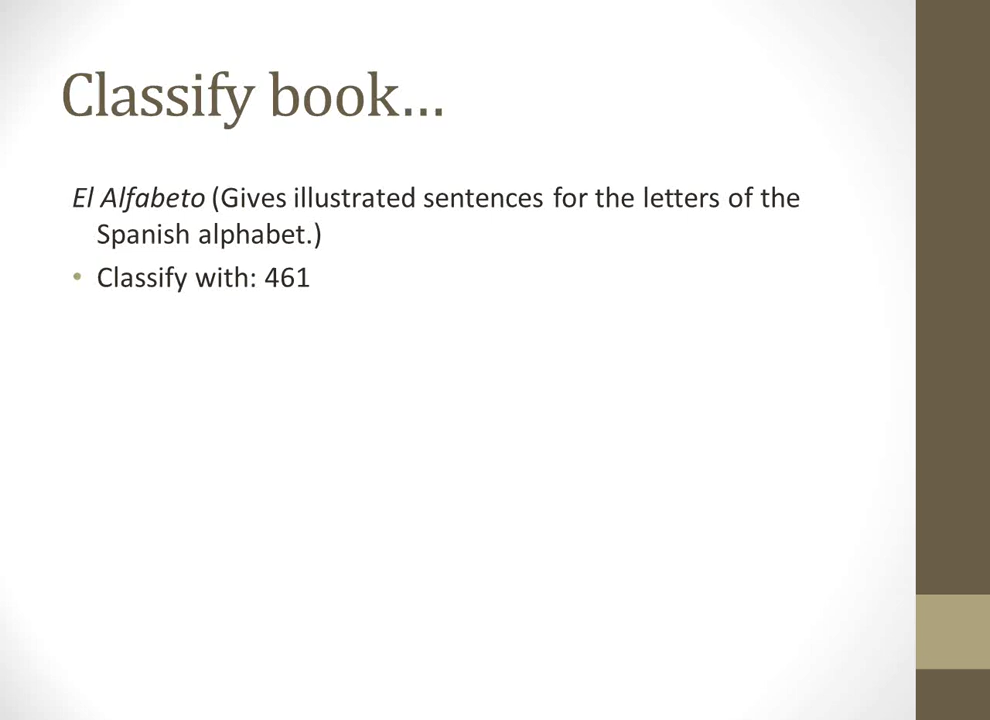 Classify book…
El Alfabeto (Gives illustrated sentences for the letters of the
Spanish alphabet.)
• Classify with: 461